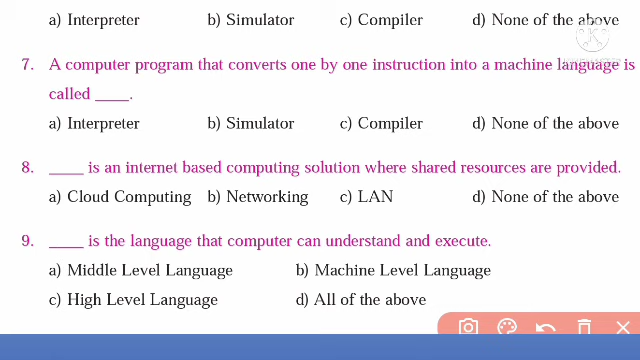 a) Interpreter b) Simulator c) Compiler d) None of the above
7. A computer program that converts one by one instruction into a machine language is
called ____.
a) Interpreter b) Simulator c) Compiler d) None of the above
8. ____ is an internet based computing solution where shared resources are provided.
a) Cloud Computing b) Networking c) LAN d) None of the above
9. ____ is the language that computer can understand and execute.
a) Middle Level Language b) Machine Level Language
c) High Level Language d) All of the above